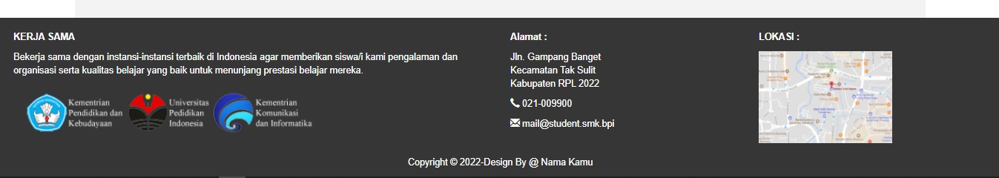 KERJA SAMA
Bekerja sama dengan instansi-instansi terbaik di Indonesia agar memberikan siswa/i kami pengalaman dan
organisasi serta kualitas belajar yang baik untuk menunjang prestasi belajar mereka.
Kementrian
Pendidikan dan
Kebudayaan
Universitas
Pedidikan
Indonesia
Kementrian
Komunikasi
dan Informatika
Alamat :
Jln. Gampang Banget
Kecamatan Tak Sulit
Kabupaten RPL 2022
021-009900
mail@student.smk.bpi
LOKASI :
Copyright © 2022-Design By @ Nama Kamu